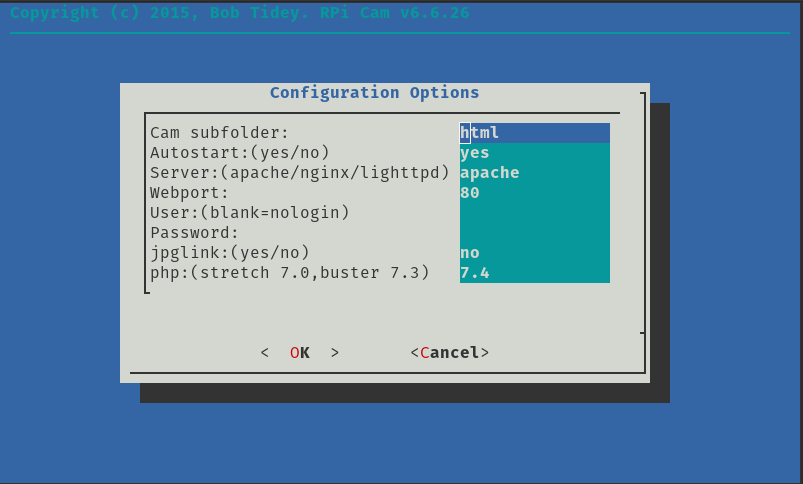 Copyright (c) 2015, Bob Tidey. RPi Cam v6.6.26
Configuration Options
Cam subfolder: html
Autostart:(yes/no) yes
Server:(apache/nginx/lighttpd) apache
Webport: 80
User:(blank=nologin)
Password:
jpglink:(yes/no) no
php:(stretch 7.0,buster 7.3) 7.4
< OK > <Cancel>